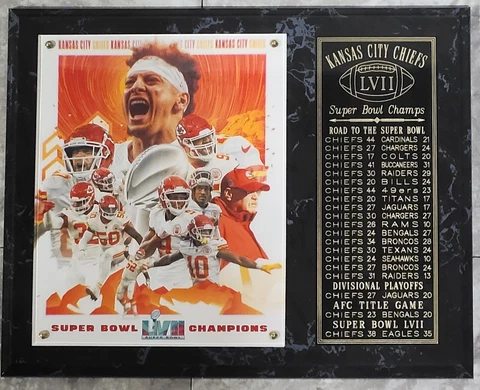 KANSAS CITY CHIEFS KANSAS CITY CHIEFS KANSAS CITY CHIEFS
SUPER BOWL LVII CHAMPIONS
SUPER BOWL
KANSAS CITY CHIEFS
LVII
Super Bowl Champs
ROAD TO THE SUPER BOWL
CHIEFS 44 CARDINALS 21
CHIEFS 27 CHARGERS 24
CHIEFS 17 COLTS 20
CHIEFS 41 BUCCANEERS 31
CHIEFS 30 RAIDERS 29
CHIEFS 20 BILLS 24
CHIEFS 44 49ers 23
CHIEFS 20 TITANS 17
CHIEFS 27 JAGUARS 17
CHIEFS 30 CHARGERS 27
CHIEFS 26 RAMS 10
CHIEFS 24 BENGALS 27
CHIEFS 34 BRONCOS 28
CHIEFS 30 TEXANS 24
CHIEFS 24 SEAHAWKS 10
CHIEFS 27 BRONCOS 24
CHIEFS 31 RAIDERS 13
DIVISIONAL PLAYOFFS
CHIEFS 27 JAGUARS 20
AFC TITLE GAME
CHIEFS 23 BENGALS 20
SUPER BOWL LVII
CHIEFS 38 EAGLES 35